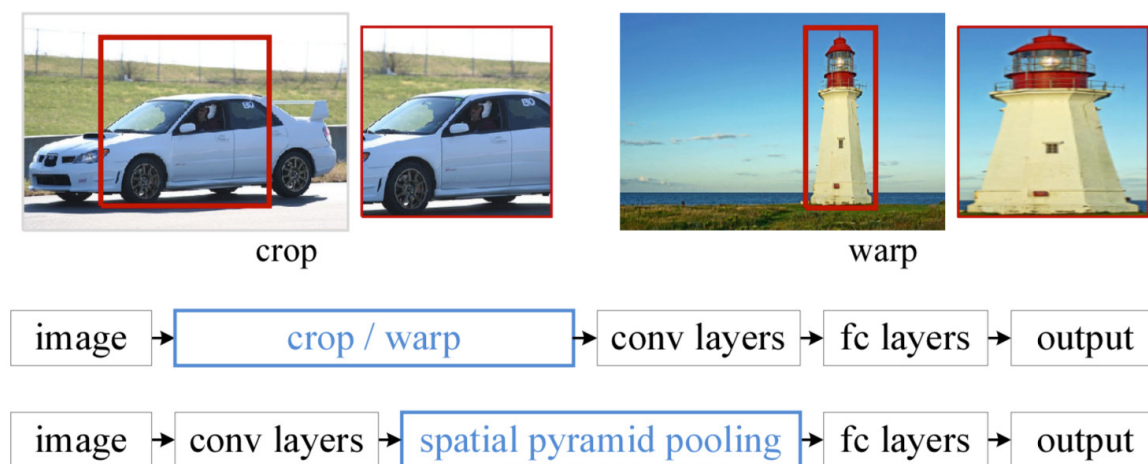 crop
warp
image crop / warp conv layers fc layers output
image conv layers spatial pyramid pooling fc layers output